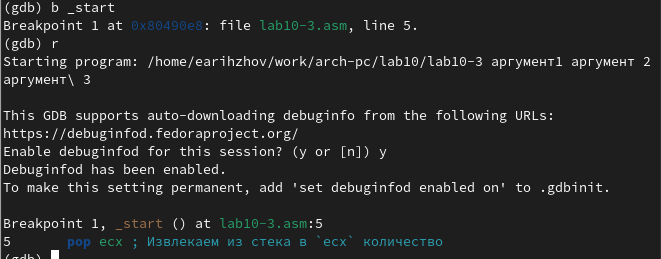 (gdb) b _start
Breakpoint 1 at 0x80490e8: file lab10-3.asm, line 5.
(gdb) r
Starting program: /home/earihzhov/work/arch-pc/lab10/lab10-3 аргумент1 аргумент 2
аргумент\ 3
This GDB supports auto-downloading debuginfo from the following URLs:
https://debuginfod.fedoraproject.org/
Enable debuginfod for this session? (y or [n]) y
Debuginfod has been enabled.
To make this setting permanent, add 'set debuginfod enabled on' to .gdbinit.
Breakpoint 1, _start () at lab10-3.asm:5
5 pop ecx ; Извлекаем из стека в `ecx` количество
(gdb)